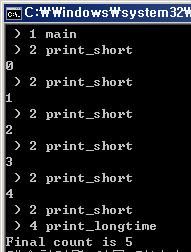 C:\Windows\system32
> 1 main
> 2 print_short
0
> 2 print_short
1
> 2 print_short
2
> 2 print_short
3
> 2 print_short
4
> 2 print_short
> 4 print_longtime
Final count is 5